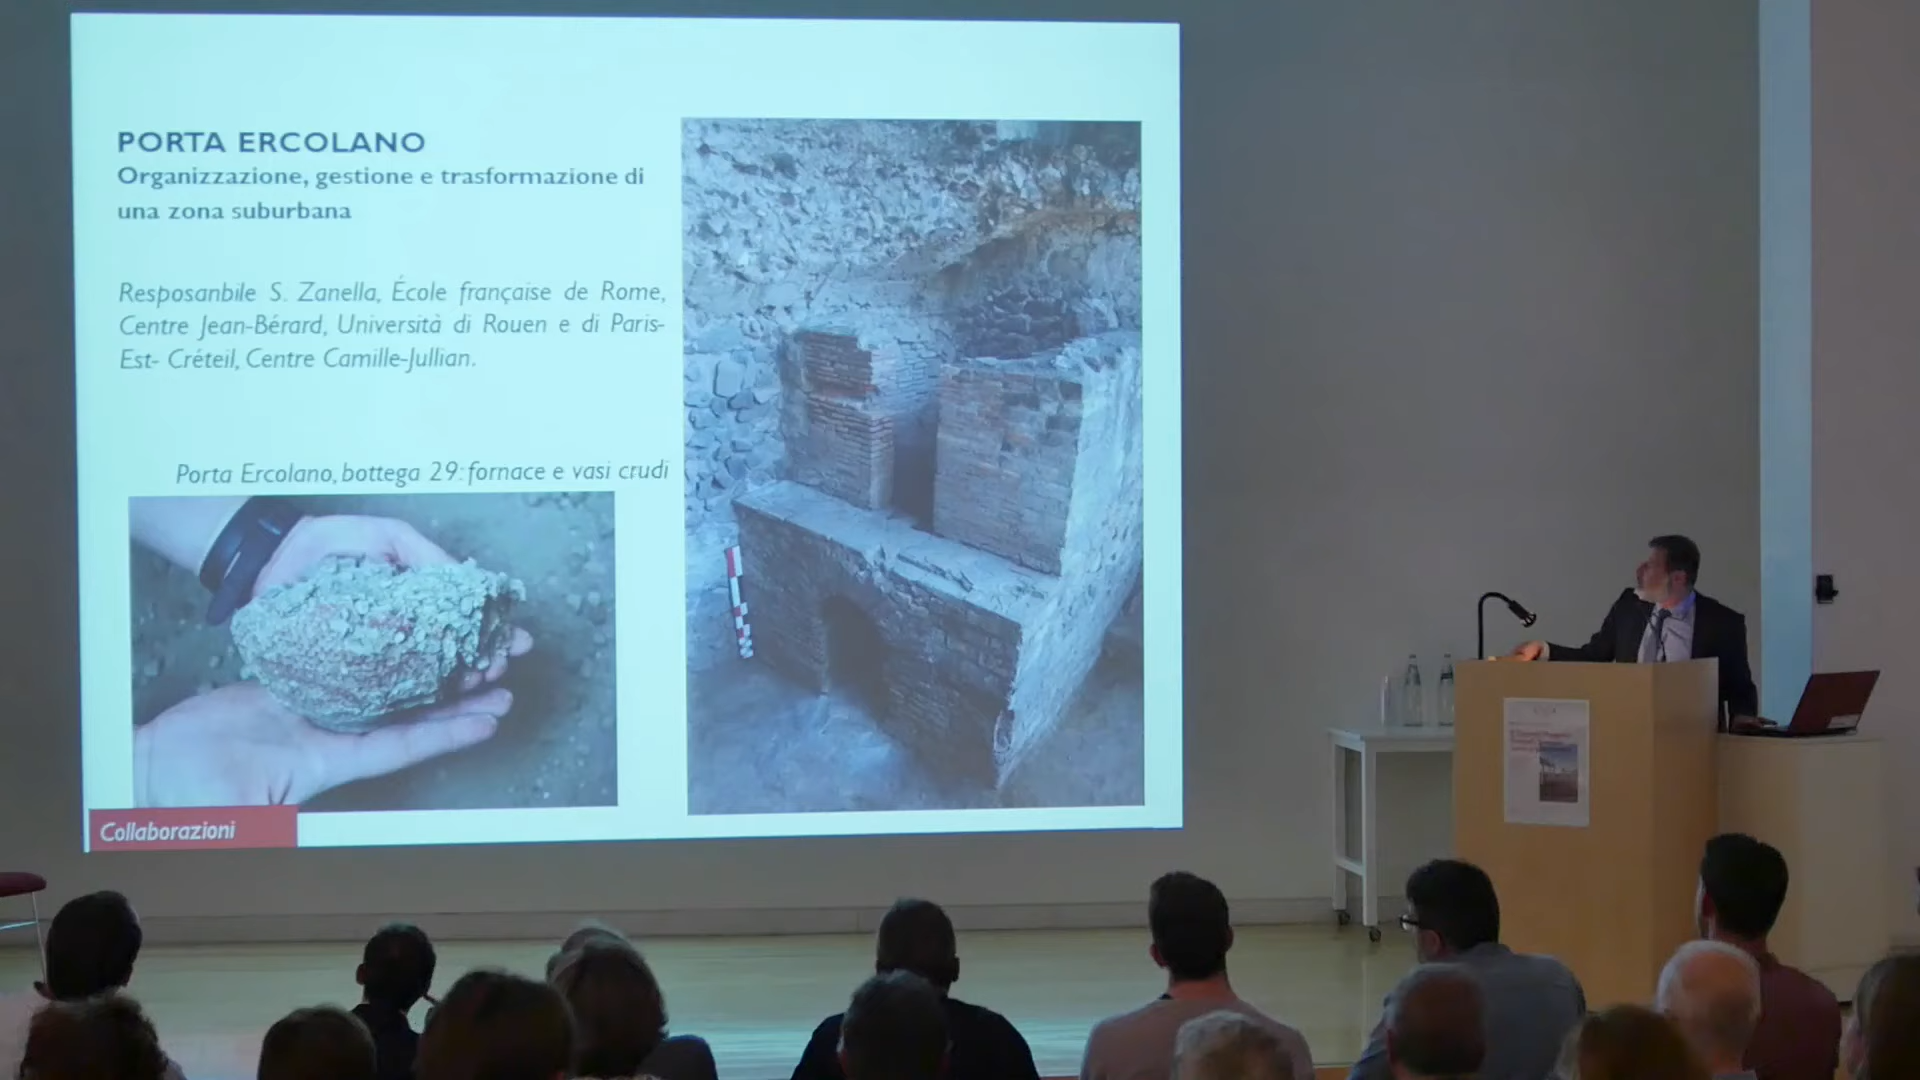 PORTA ERCOLANO
Organizzazione, gestione e trasformazione di
una zona suburbana
Resposanbile S. Zanella, École française de Rome,
Centre Jean-Bérard, Università di Rouen e di Paris-
Est- Créteil, Centre Camille-Jullian.
Porta Ercolano, bottega 29: fornace e vasi crudi
Collaborazioni